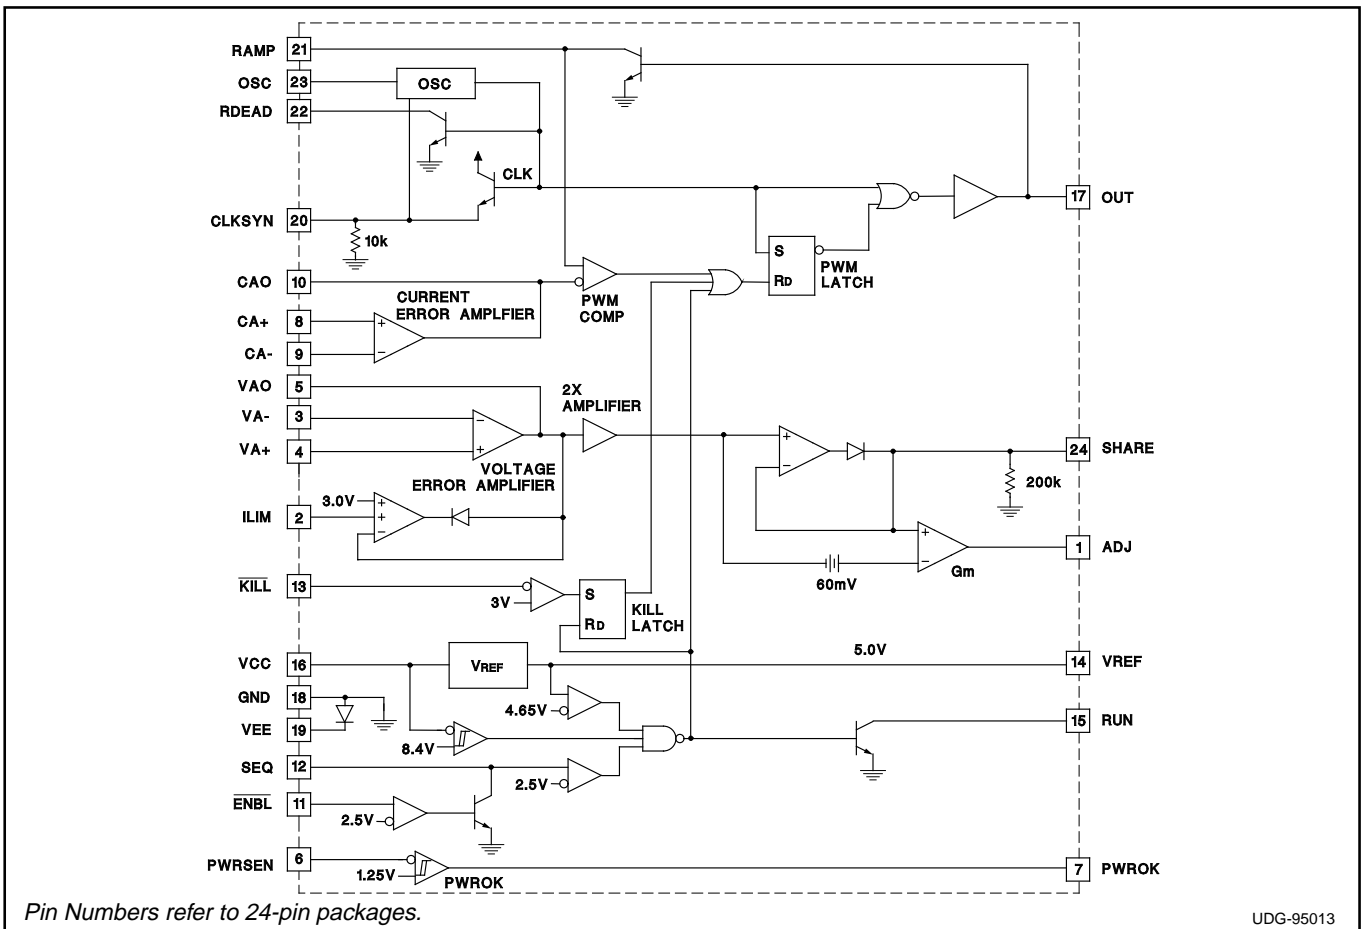 RAMP 21
OSC 23
OSC
RDEAD 22
CLK
CLKSYN 20
10k
17 OUT
S
RD
PWM
LATCH
CAO 10
CURRENT
ERROR AMPLFIER
PWM
COMP
CA+ 8
+
CA- 9
−
VAO 5
2X
AMPLIFIER
VA- 3
−
VA+ 4
+
VOLTAGE
ERROR AMPLIFIER
+
−
24 SHARE
200k
3.0V
+
ILIM 2
+
−
+
−
Gm
1 ADJ
60mV
KILL 13
3V
S
RD
KILL
LATCH
VCC 16
VREF
5.0V
14 VREF
GND 18
4.65V
15 RUN
VEE 19
8.4V
SEQ 12
2.5V
ENBL 11
2.5V
PWRSEN 6
1.25V
PWROK
7 PWROK
Pin Numbers refer to 24-pin packages.
UDG-95013